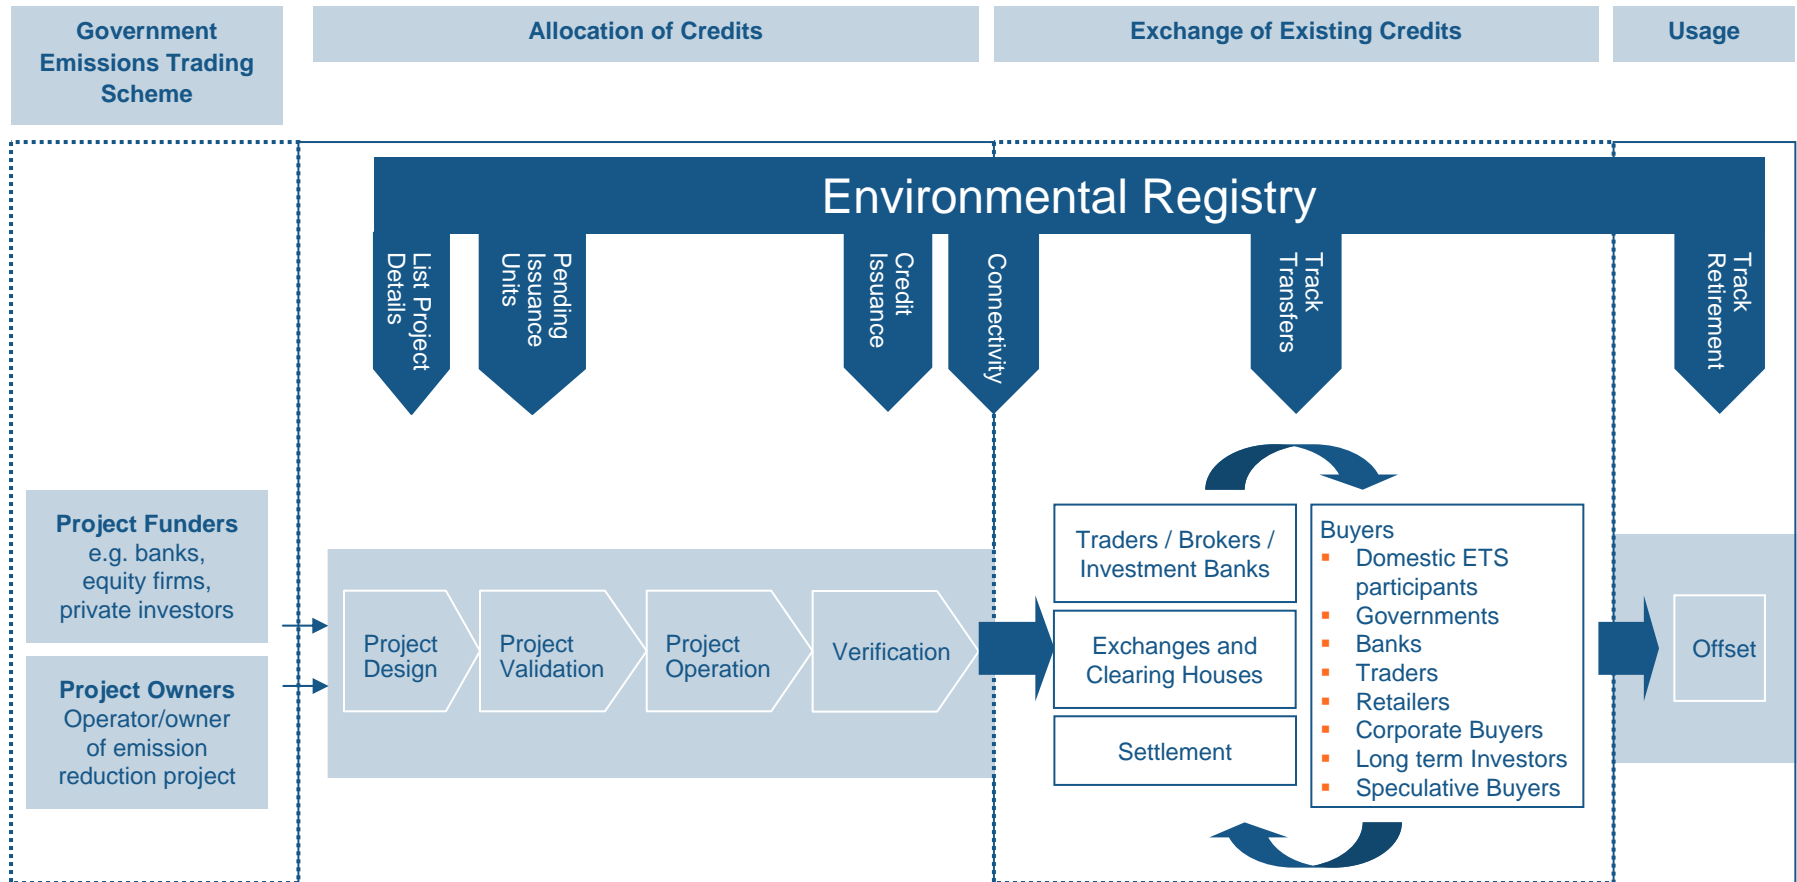 Government
Emissions Trading
Scheme
Allocation of Credits
Exchange of Existing Credits
Usage
Environmental Registry
List Project
Details
Pending
Issuance
Units
Credit
Issuance
Connectivity
Track
Transfers
Track
Retirement
Project Funders
e.g. banks,
equity firms,
private investors
Project Owners
Operator/owner
of emission
reduction project
Project
Design
Project
Validation
Project
Operation
Verification
Traders / Brokers /
Investment Banks
Exchanges and
Clearing Houses
Settlement
Buyers
▪ Domestic ETS
participants
▪ Governments
▪ Banks
▪ Traders
▪ Retailers
▪ Corporate Buyers
▪ Long term Investors
▪ Speculative Buyers
Offset